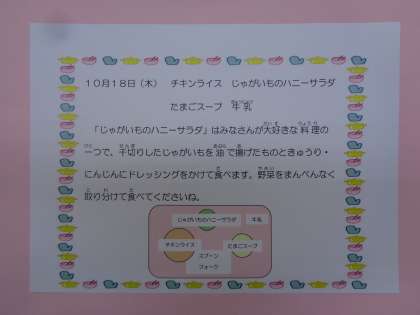 10月18日（木）　チキンライス　じゃがいものハニーサラダ
たまごスープ　牛乳
「じゃがいものハニーサラダ」はみなさんが大好きな料理の
一つで、千切りしたじゃがいもを油で揚げたものときゅうり・
にんじんにドレッシングをかけて食べます。野菜をまんべんなく
取り分けて食べてくださいね。
じゃがいものハニーサラダ　牛乳
チキンライス　たまごスープ
スプーン
フォーク